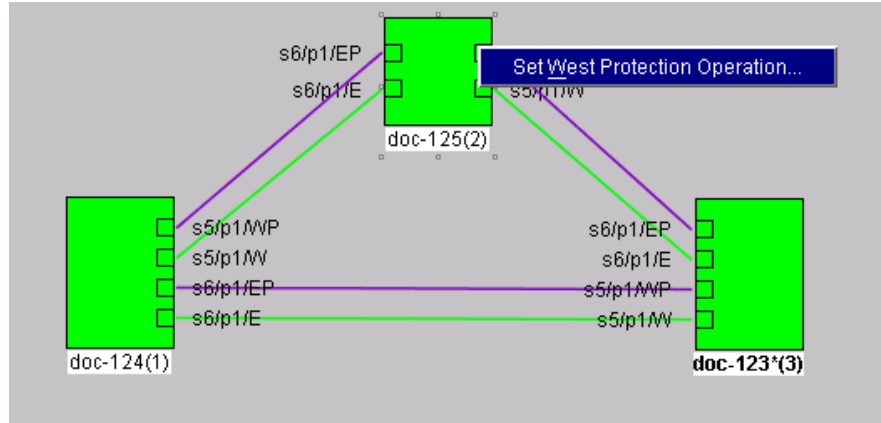 s6/p1/EP
Set West Protection Operation...
s6/p1/E
s5/p1/W
doc-125(2)
s5/p1/WP
s6/p1/EP
s5/p1/W
s6/p1/E
s6/p1/EP
s5/p1/WP
s6/p1/E
s5/p1/W
doc-124(1)
doc-123*(3)